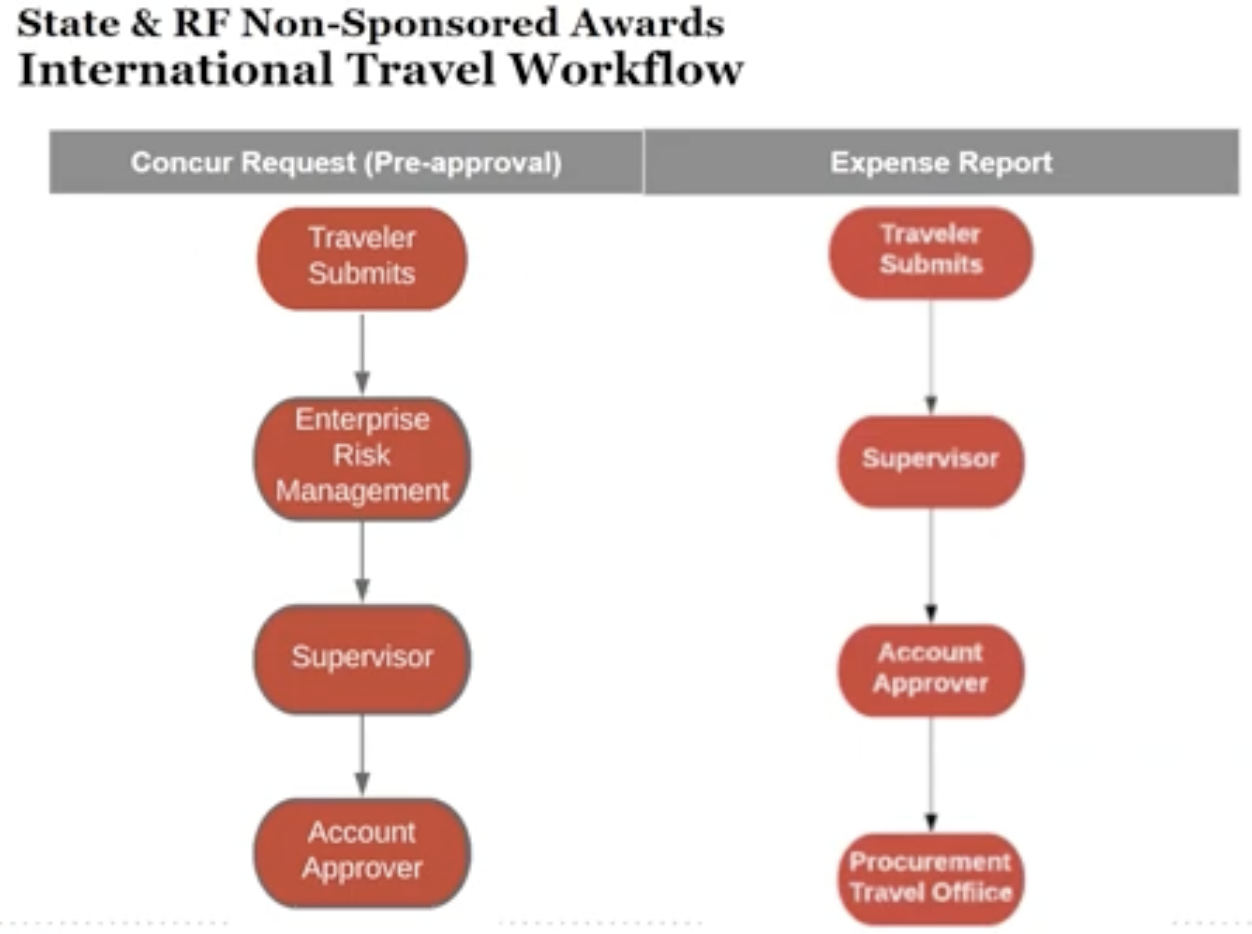 State & RF Non-Sponsored Awards
International Travel Workflow
Concur Request (Pre-approval)
Expense Report
Traveler
Submits
Enterprise
Risk
Management
Supervisor
Account
Approver
Traveler
Submits
Supervisor
Account
Approver
Procurement
Travel Offiice